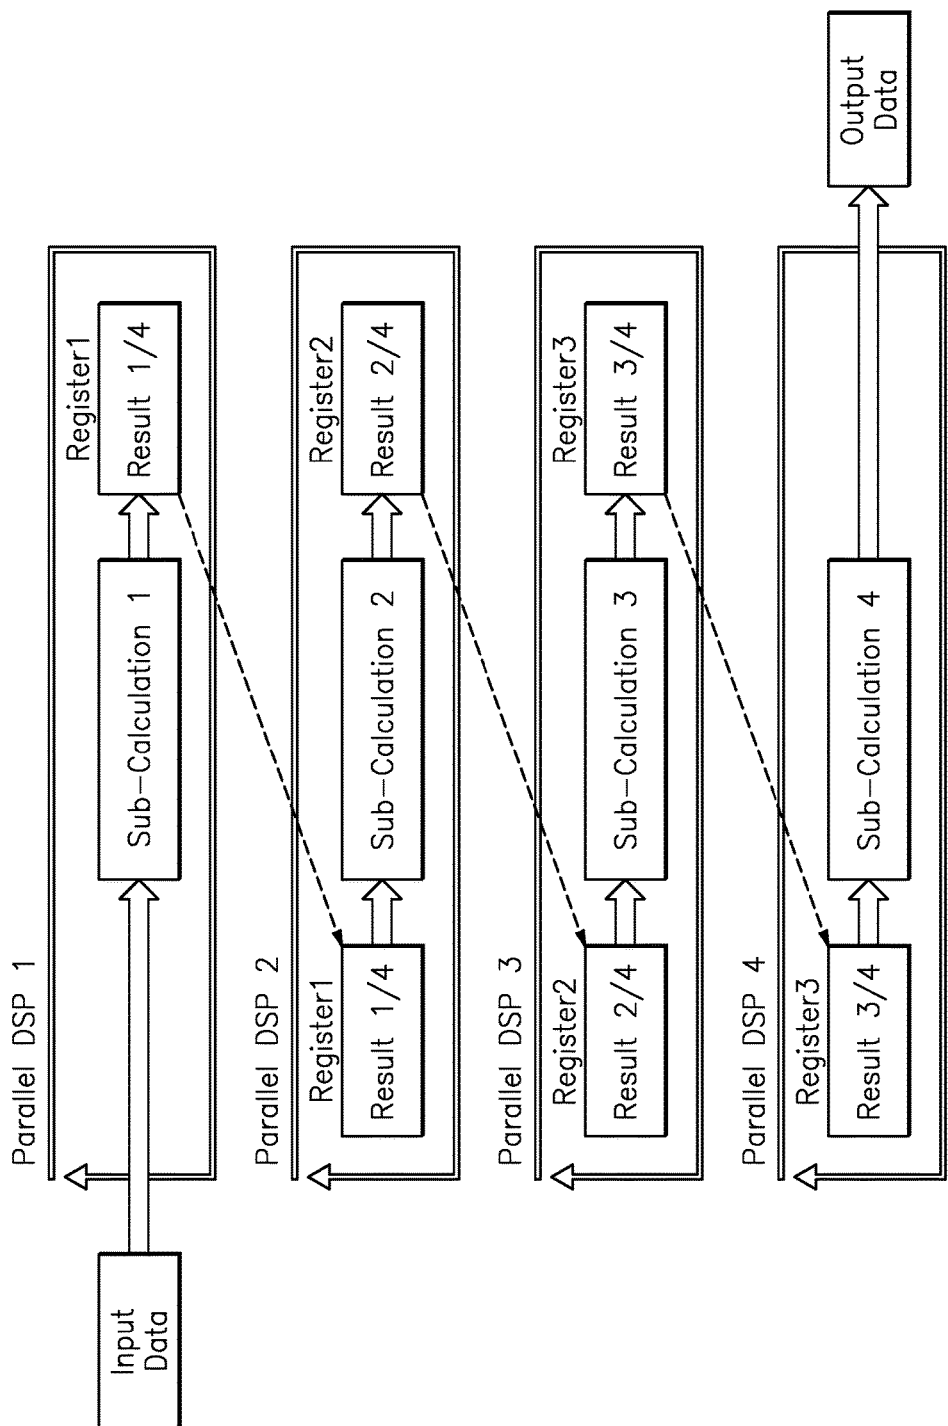 Parallel DSP 1
Input
Data
Sub-Calculation 1
Register1
Result 1/4
Parallel DSP 2
Register1
Result 1/4
Sub-Calculation 2
Register2
Result 2/4
Parallel DSP 3
Register2
Result 2/4
Sub-Calculation 3
Register3
Result 3/4
Parallel DSP 4
Register3
Result 3/4
Sub-Calculation 4
Output
Data